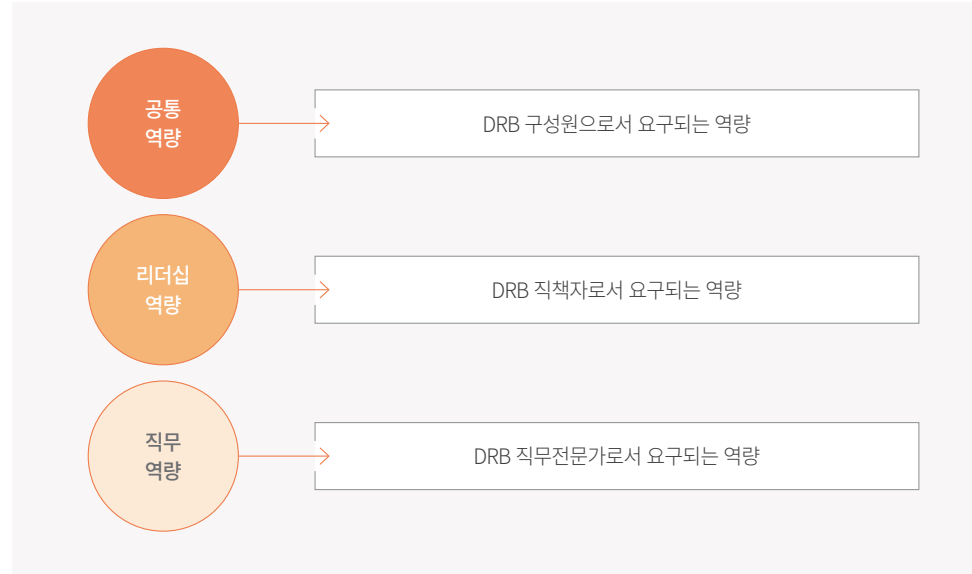 공통
역량
DRB 구성원으로서 요구되는 역량
리더십
역량
DRB 직책자로서 요구되는 역량
직무
역량
DRB 직무전문가로서 요구되는 역량